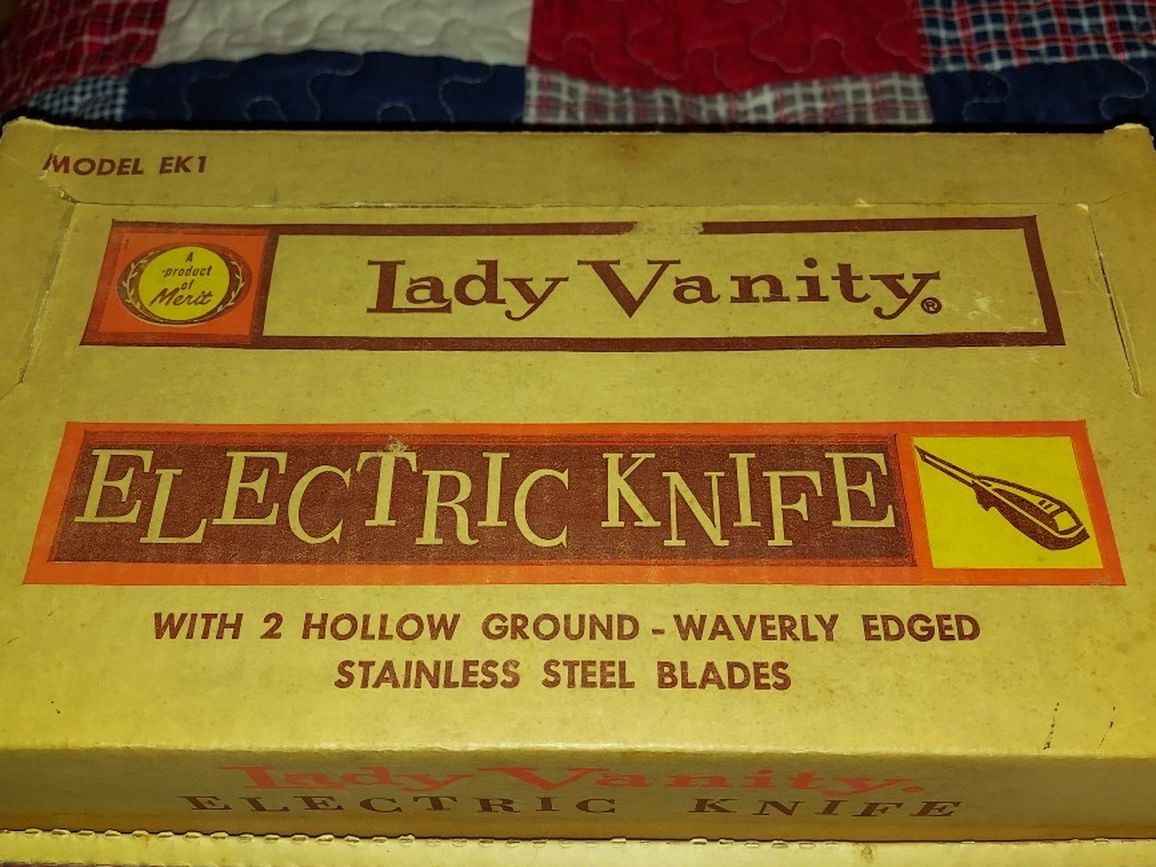 MODEL EK1
A
product
of
Merit
Lady Vanity®
ELECTRIC KNIFE
WITH 2 HOLLOW GROUND - WAVERLY EDGED
STAINLESS STEEL BLADES
Lady Vanity.
ELECTRIC KNIFE